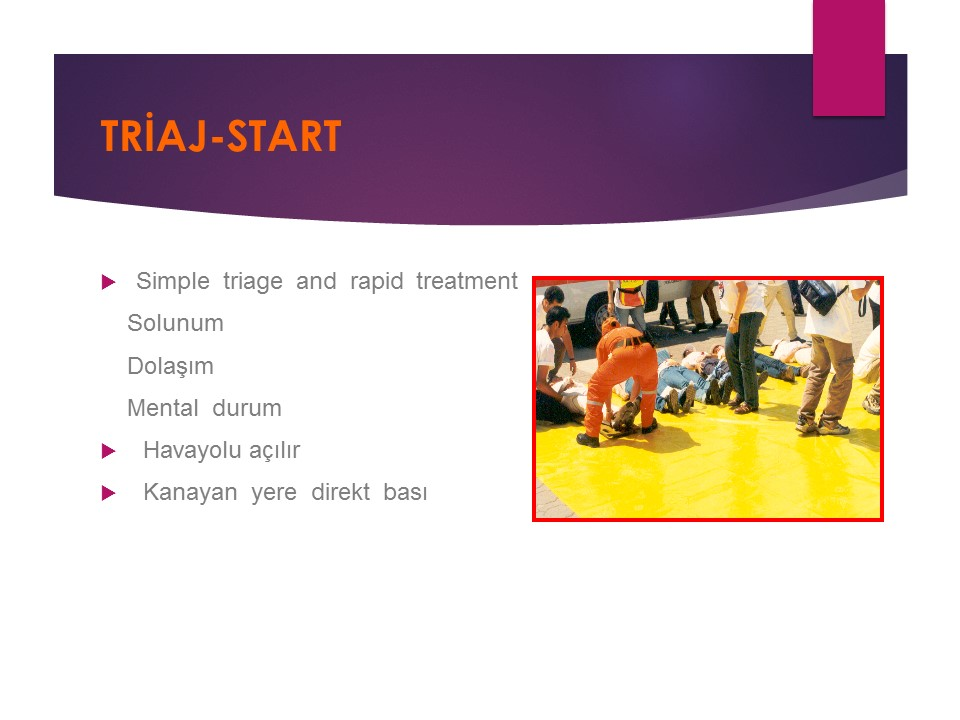 TRİAJ-START
Simple triage and rapid treatment
Solunum
Dolaşım
Mental durum
Havayolu açılır
Kanayan yere direkt bası